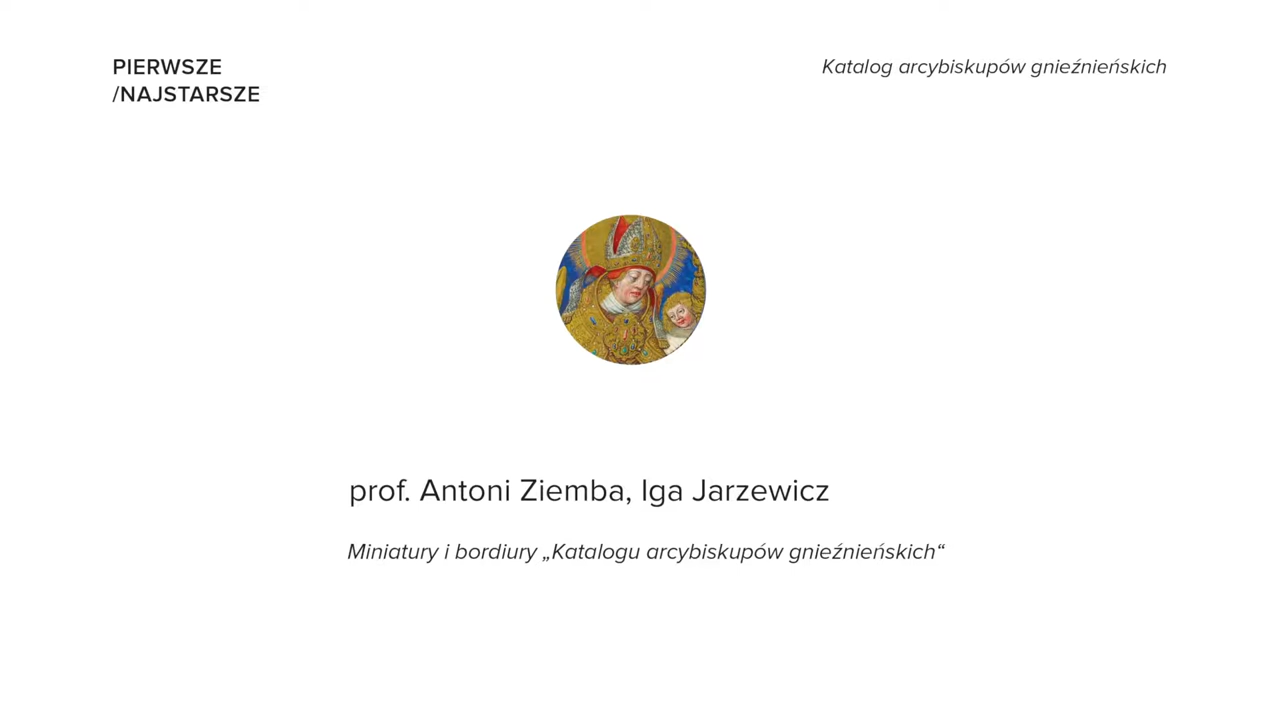 PIERWSZE
/NAJSTARSZE
Katalog arcybiskupów gnieźnieńskich
prof. Antoni Ziemba, Iga Jarzewicz
Miniatury i bordiury „Katalogu arcybiskupów gnieźnieńskich“